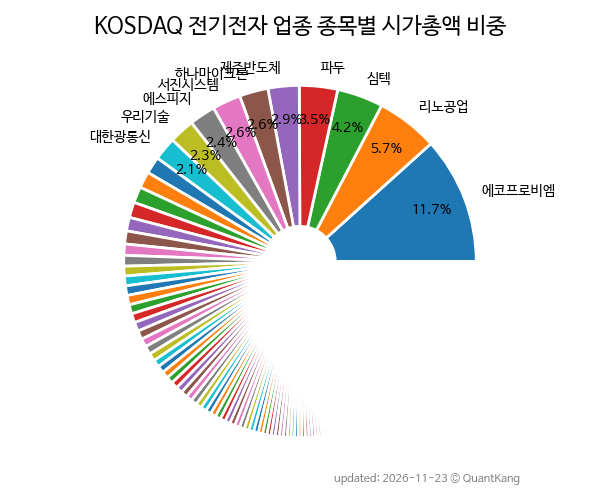 KOSDAQ 전기전자 업종 종목별 시가총액 비중
에코프로비엠
리노공업
심텍
파두
제주반도체
하나마이크론
서진시스템
에스피지
우리기술
대한광통신
11.7%
5.7%
4.2%
3.5%
2.9%
2.6%
2.6%
2.4%
2.3%
2.1%
updated: 2026-11-23 © QuantKang